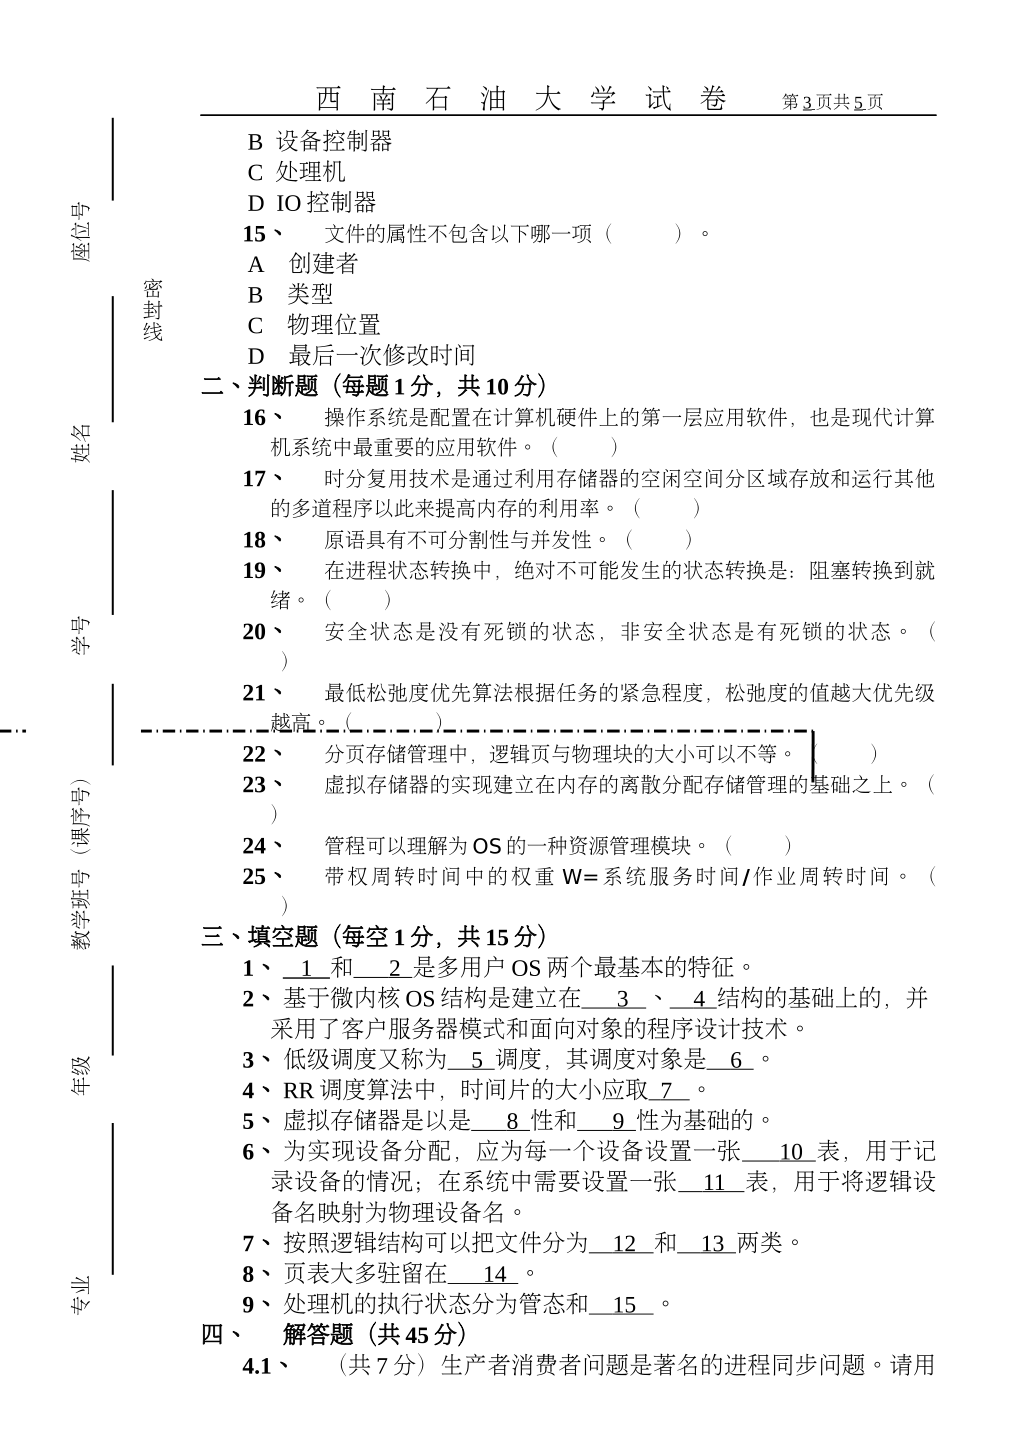 西 南 石 油 大 学 试 卷 第 3 页共 5 页
B 设备控制器
C 处理机
D IO 控制器
15、 文件的属性不包含以下哪一项（ ）。
A 创建者
B 类型
C 物理位置
D 最后一次修改时间
二、判断题（每题 1 分，共 10 分）
16、 操作系统是配置在计算机硬件上的第一层应用软件，也是现代计算
机系统中最重要的应用软件。（ ）
17、 时分复用技术是通过利用存储器的空闲空间分区域存放和运行其他
的多道程序以此来提高内存的利用率。（ ）
18、 原语具有不可分割性与并发性。（ ）
19、 在进程状态转换中，绝对不可能发生的状态转换是：阻塞转换到就
绪。（ ）
20、 安全状态是没有死锁的状态，非安全状态是有死锁的状态。（
）
21、 最低松弛度优先算法根据任务的紧急程度，松弛度的值越大优先级
越高。（ ）
22、 分页存储管理中，逻辑页与物理块的大小可以不等。（ ）
23、 虚拟存储器的实现建立在内存的离散分配存储管理的基础之上。（
）
24、 管程可以理解为 OS 的一种资源管理模块。（ ）
25、 带权周转时间中的权重 W=系统服务时间/作业周转时间。（
）
三、填空题（每空 1 分，共 15 分）
1、 1 和 2 是多用户 OS 两个最基本的特征。
2、 基于微内核 OS 结构是建立在 3 、 4 结构的基础上的，并
采用了客户服务器模式和面向对象的程序设计技术。
3、 低级调度又称为 5 调度，其调度对象是 6 。
4、 RR 调度算法中，时间片的大小应取 7 。
5、 虚拟存储器是以是 8 性和 9 性为基础的。
6、 为实现设备分配，应为每一个设备设置一张 10 表，用于记
录设备的情况；在系统中需要设置一张 11 表，用于将逻辑设
备名映射为物理设备名。
7、 按照逻辑结构可以把文件分为 12 和 13 两类。
8、 页表大多驻留在 14 。
9、 处理机的执行状态分为管态和 15 。
四、 解答题（共 45 分）
4.1、 （共 7 分）生产者消费者问题是著名的进程同步问题。请用
座位号
密封线
姓名
学号
教学班号（课序号）
年级
专业